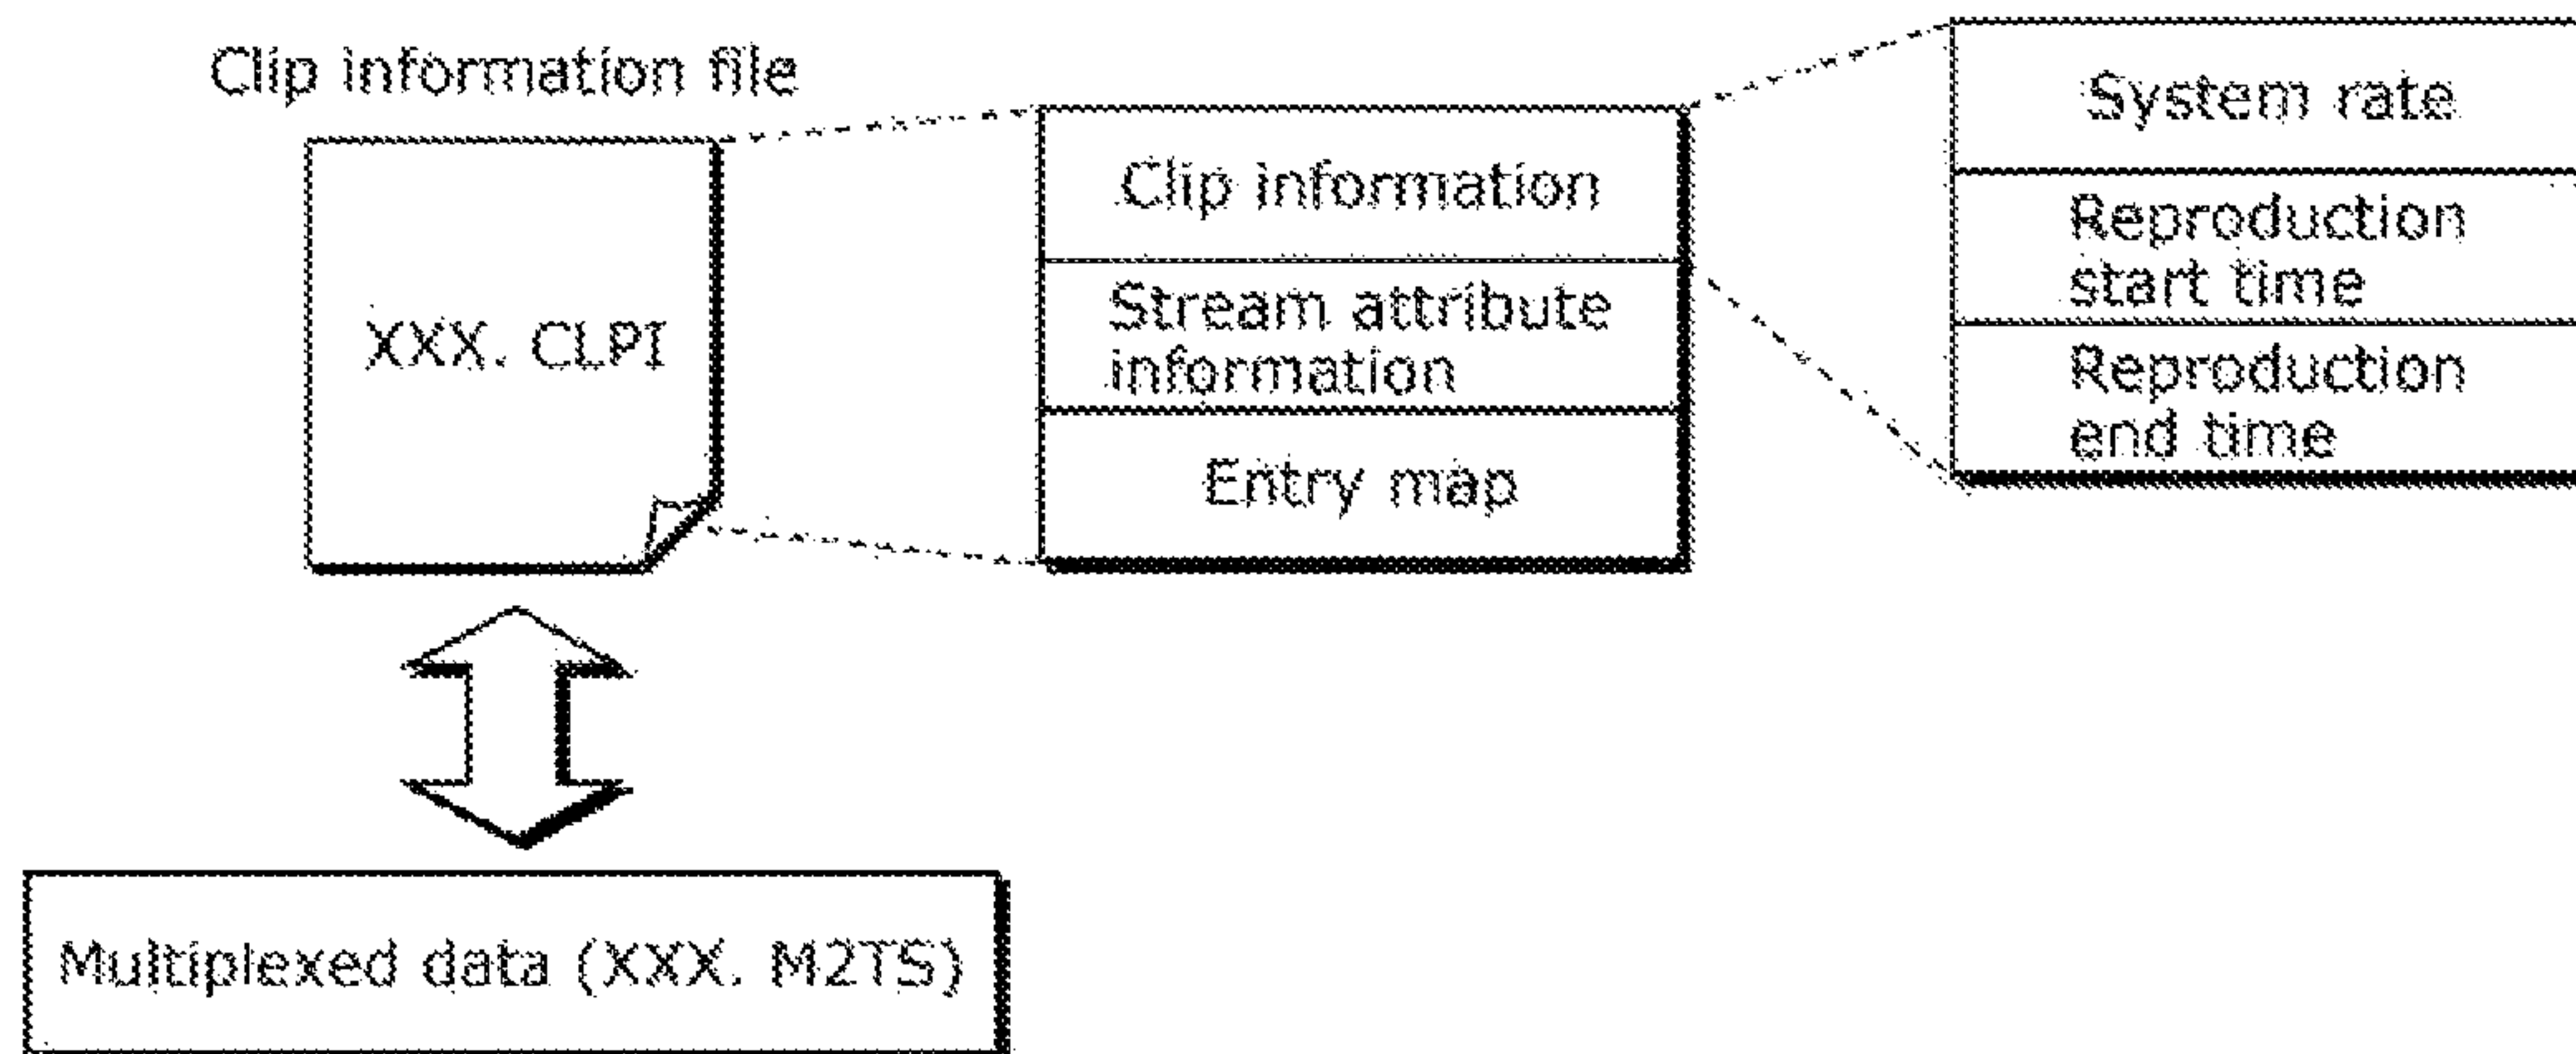 Clip information file
XXX. CLPI
Clip information
Stream attribute
information
Entry map
System rate
Reproduction
start time
Reproduction
end time
Multiplexed data (XXX. M2TS)